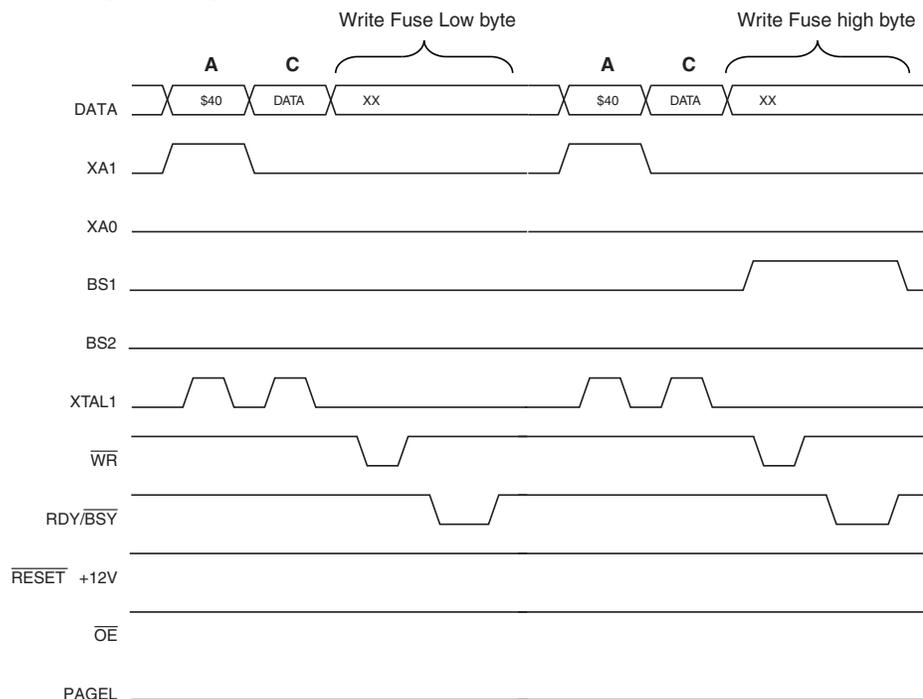 Write Fuse Low byte Write Fuse high byte
A C A C
DATA $40 DATA XX $40 DATA XX
XA1
XA0
BS1
BS2
XTAL1
WR
RDY/BSY
RESET +12V
OE
PAGEL